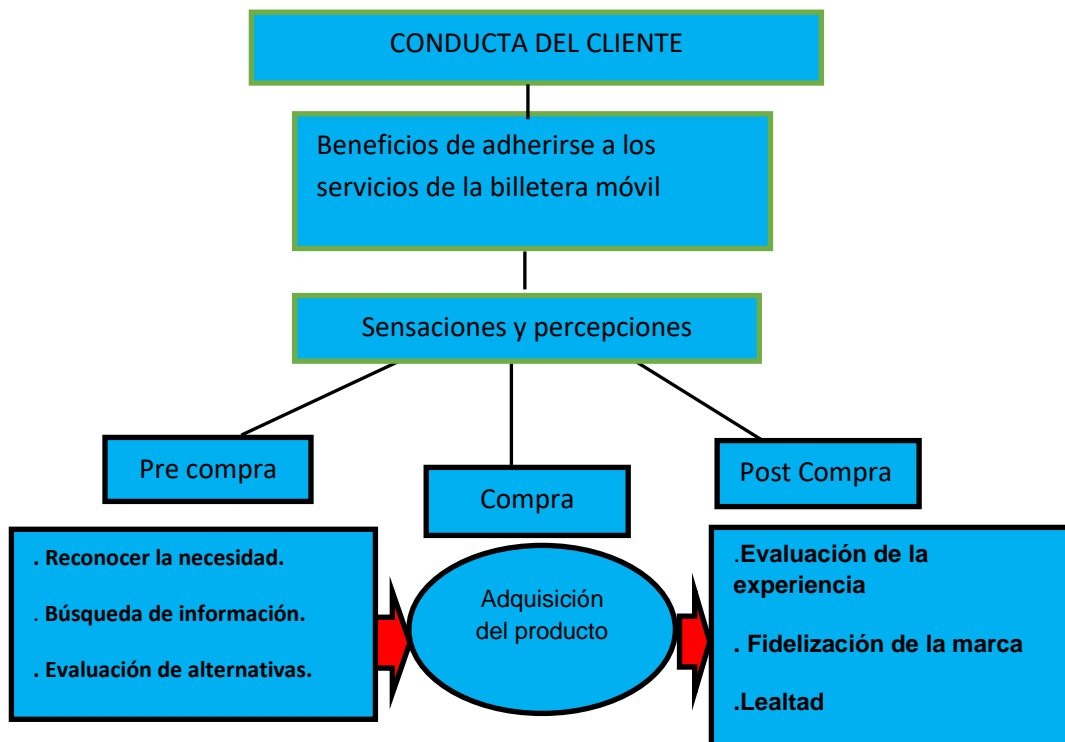 CONDUCTA DEL CLIENTE
Beneficios de adherirse a los
servicios de la billetera móvil
Sensaciones y percepciones
Pre compra
Compra
Post Compra
. Reconocer la necesidad.
. Búsqueda de información.
. Evaluación de alternativas.
Adquisición
del producto
.Evaluación de la
experiencia
. Fidelización de la marca
.Lealtad